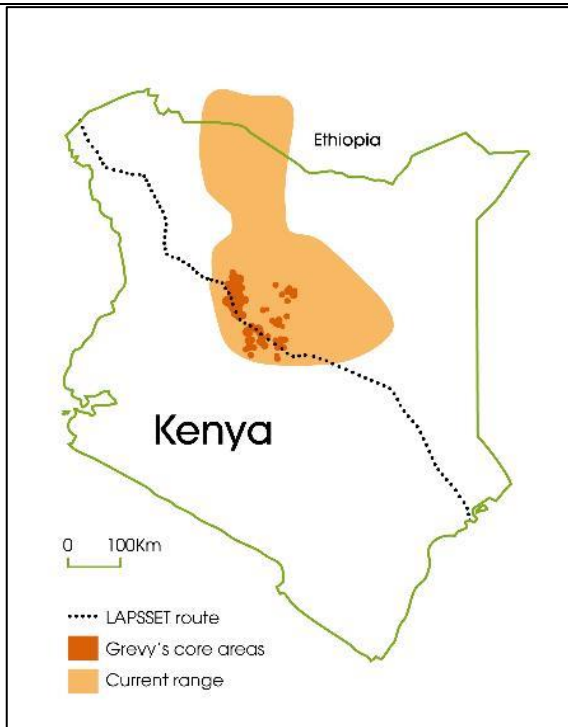 Ethiopia
Kenya
0 100Km
LAPSSET route
Grevy's core areas
Current range